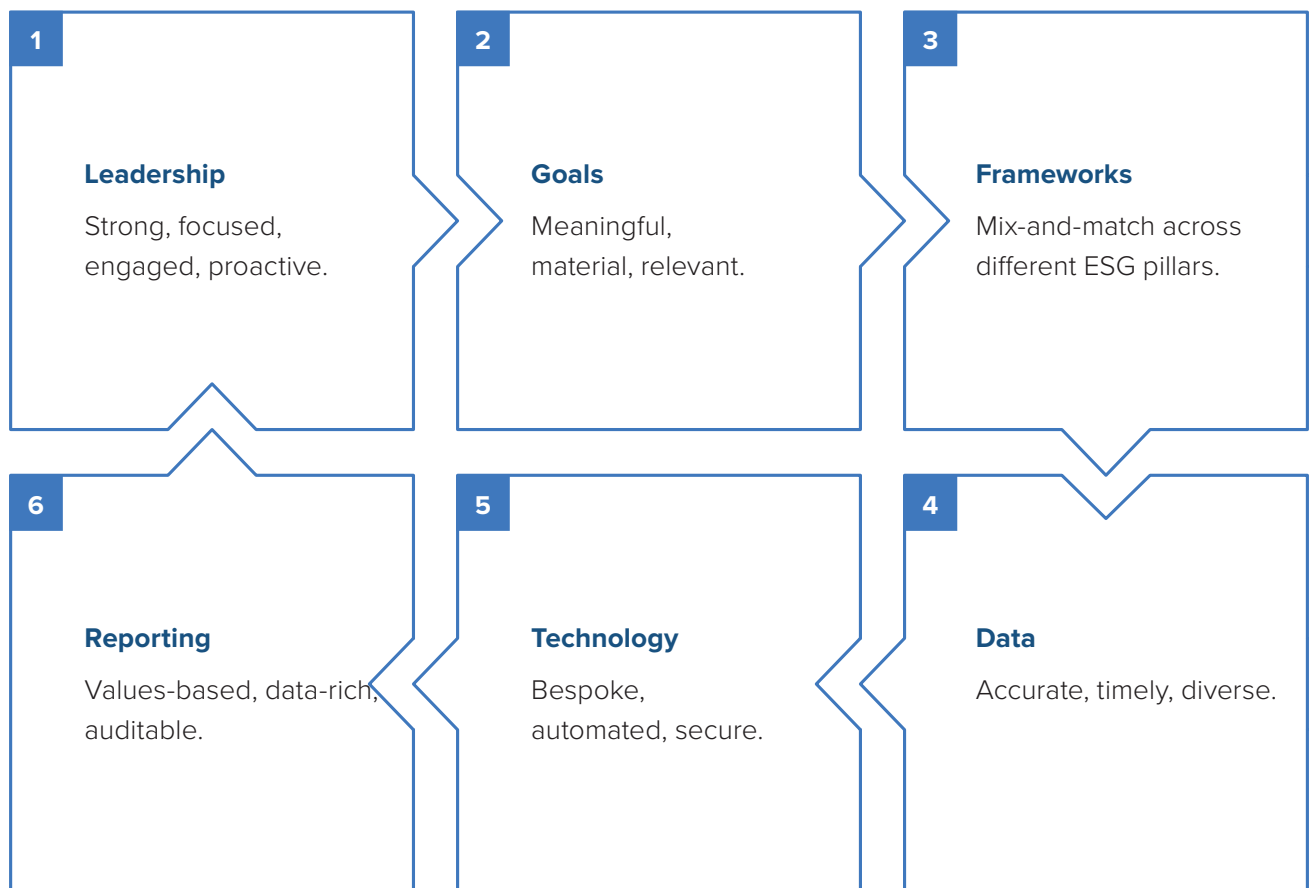 1
Leadership
Strong, focused,
engaged, proactive.
2
Goals
Meaningful,
material, relevant.
3
Frameworks
Mix-and-match across
different ESG pillars.
4
Data
Accurate, timely, diverse.
5
Technology
Bespoke,
automated, secure.
6
Reporting
Values-based, data-rich,
auditable.